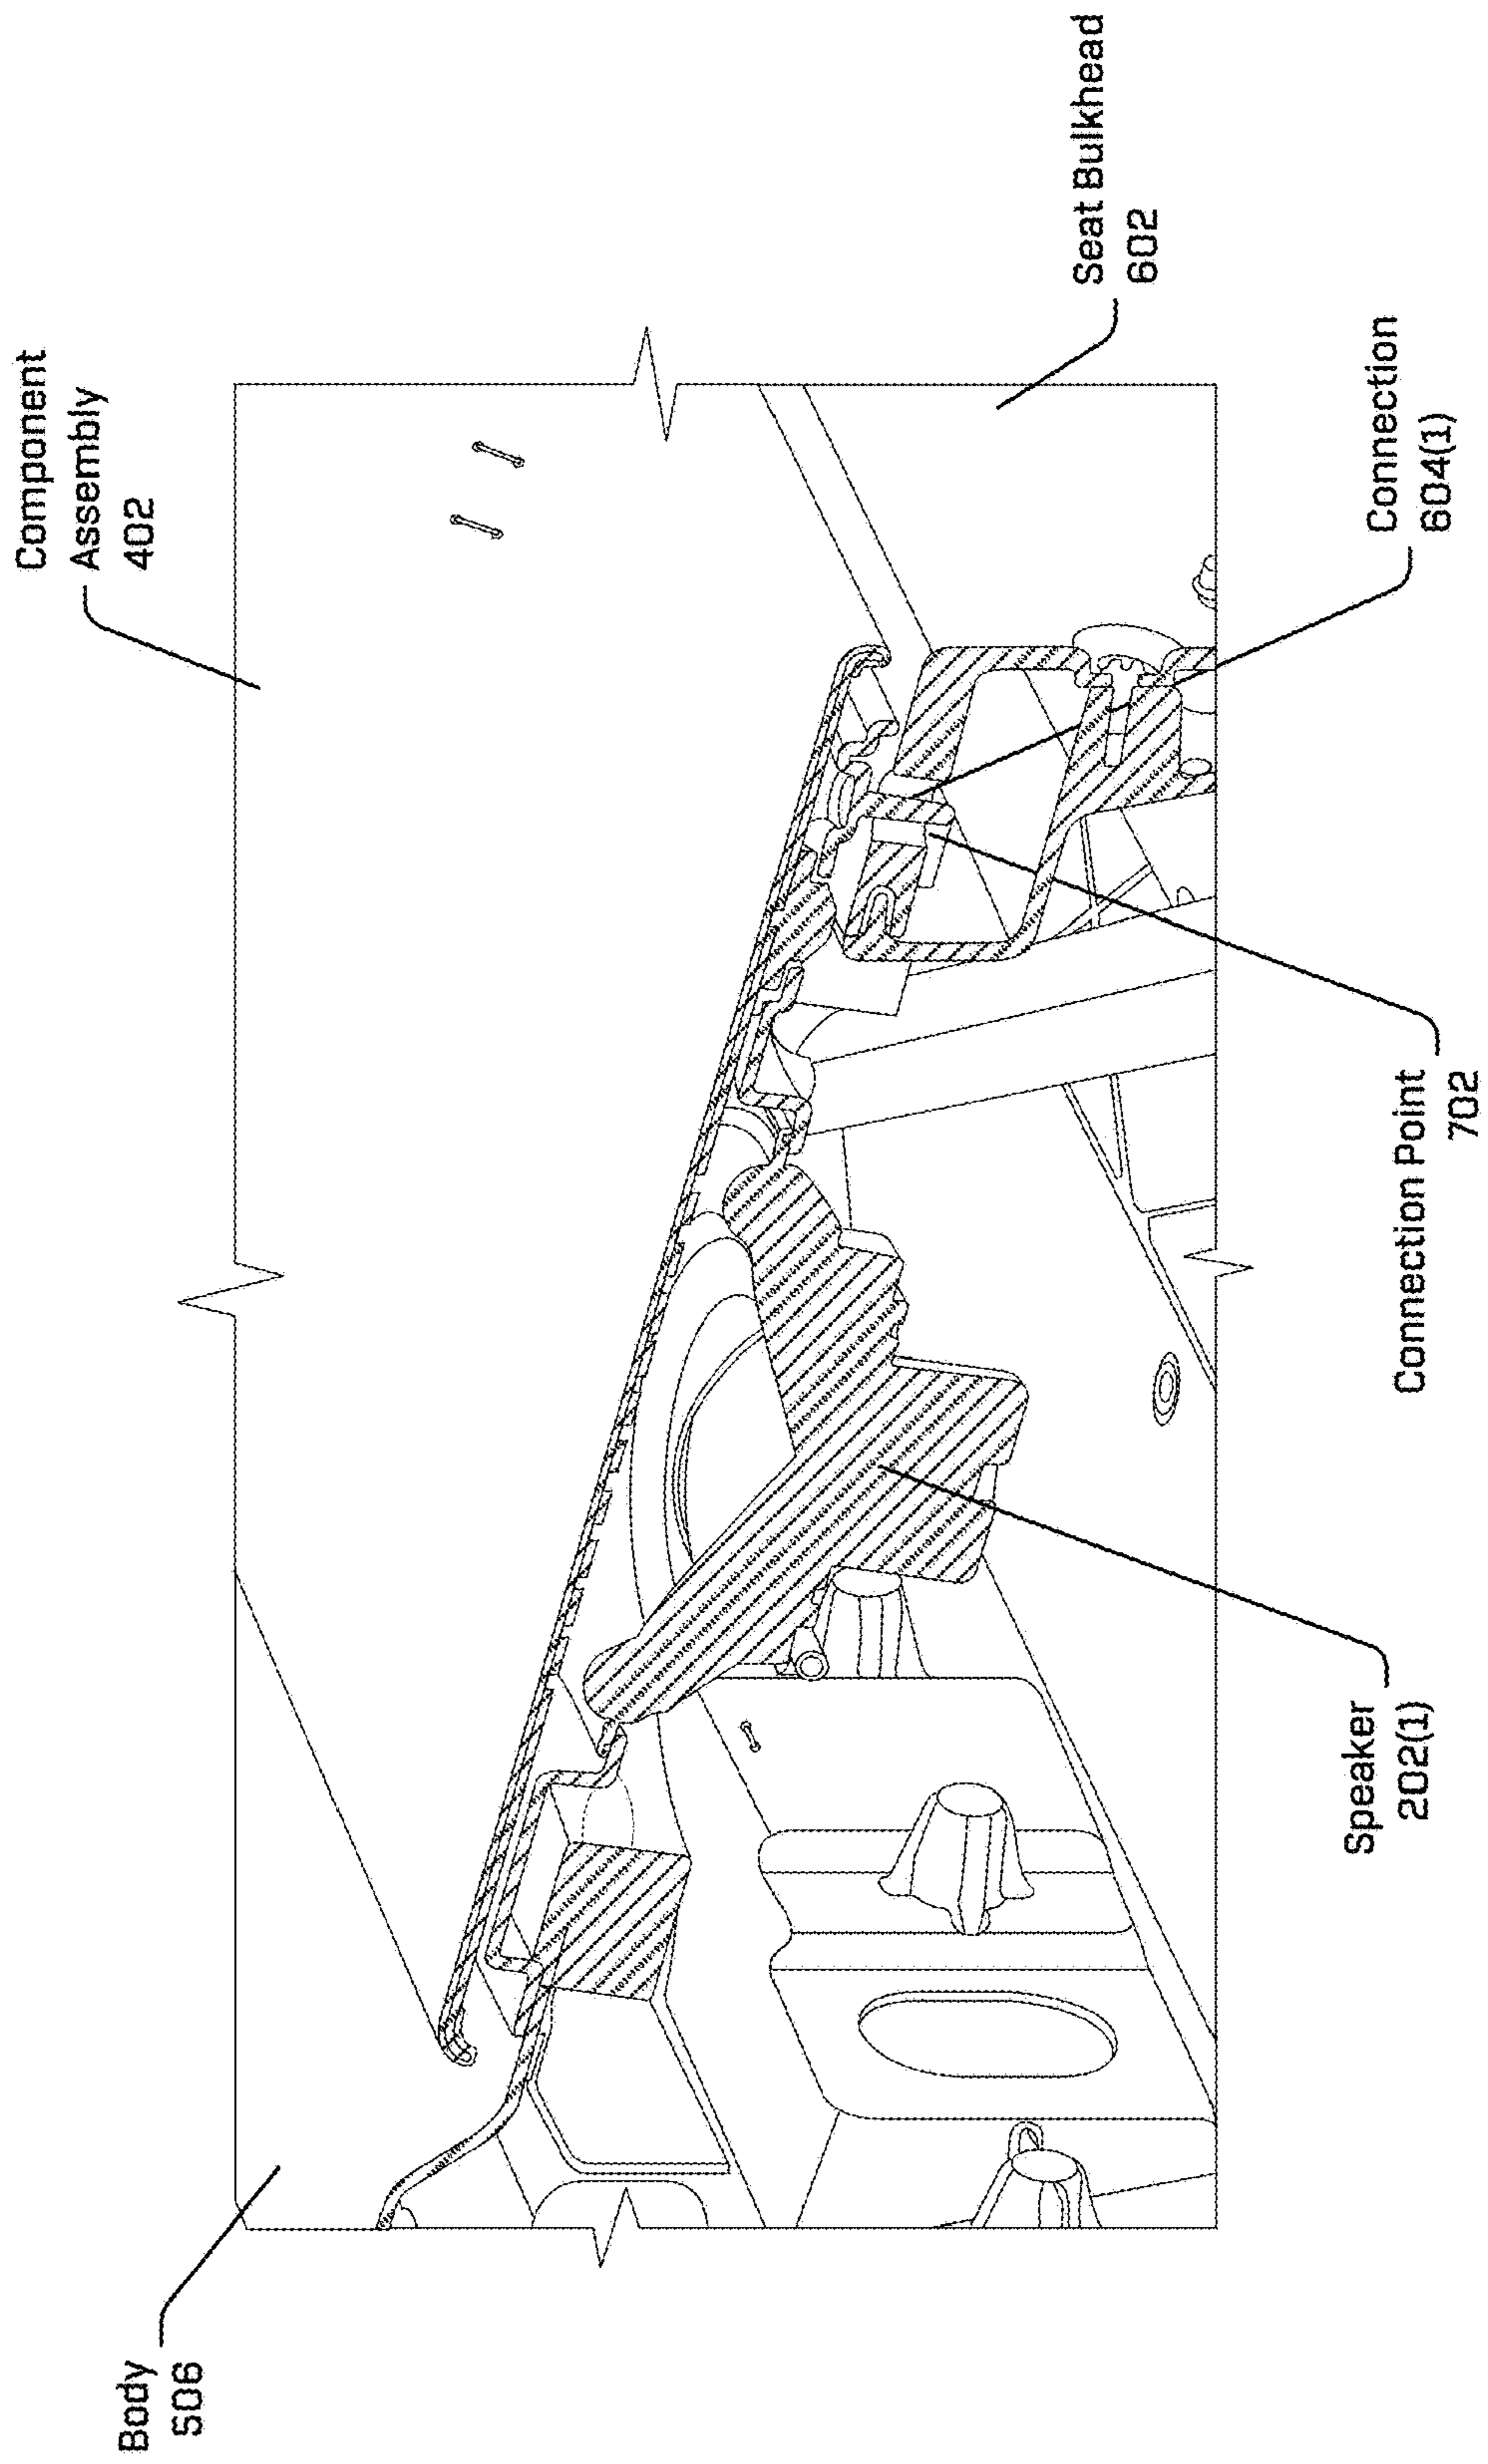 Component
Assembly
402
Seat Bulkhead
602
Connection
604(1)
Connection Point
702
Speaker
202(1)
Body
506